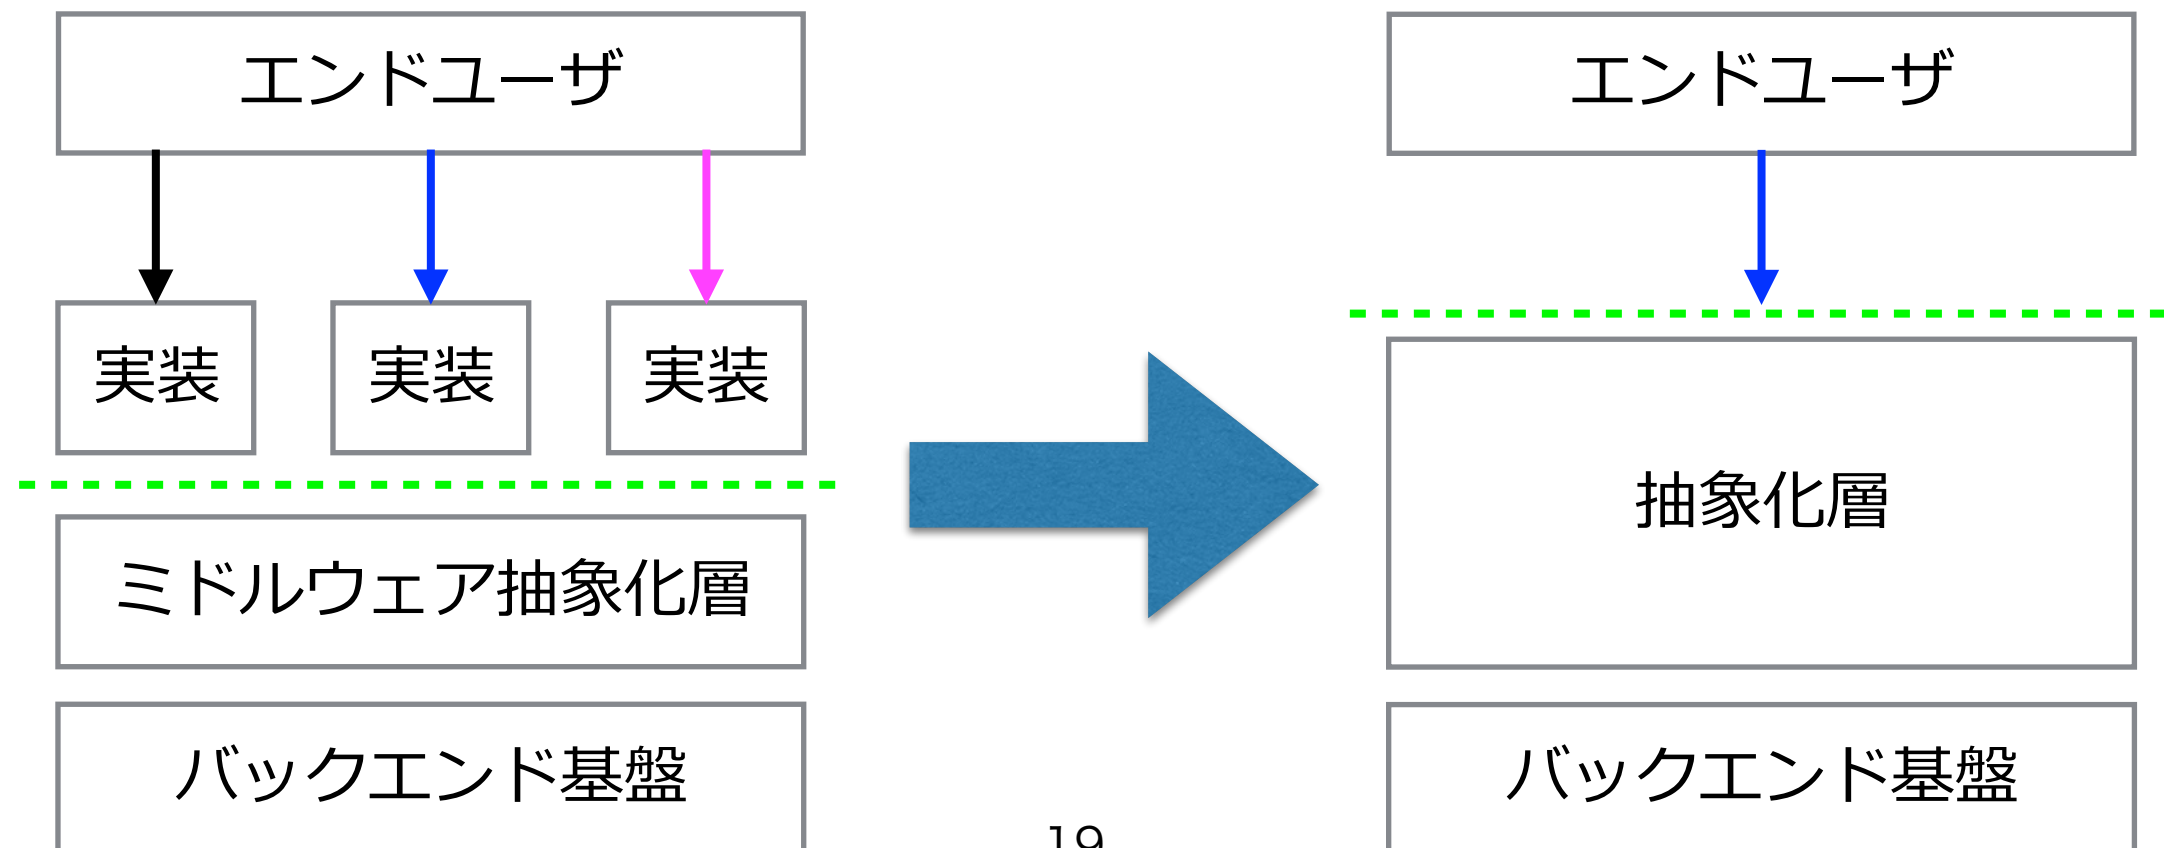 エンドユーザ
実装
実装
実装
ミドルウェア抽象化層
バックエンド基盤
エンドユーザ
抽象化層
バックエンド基盤
19